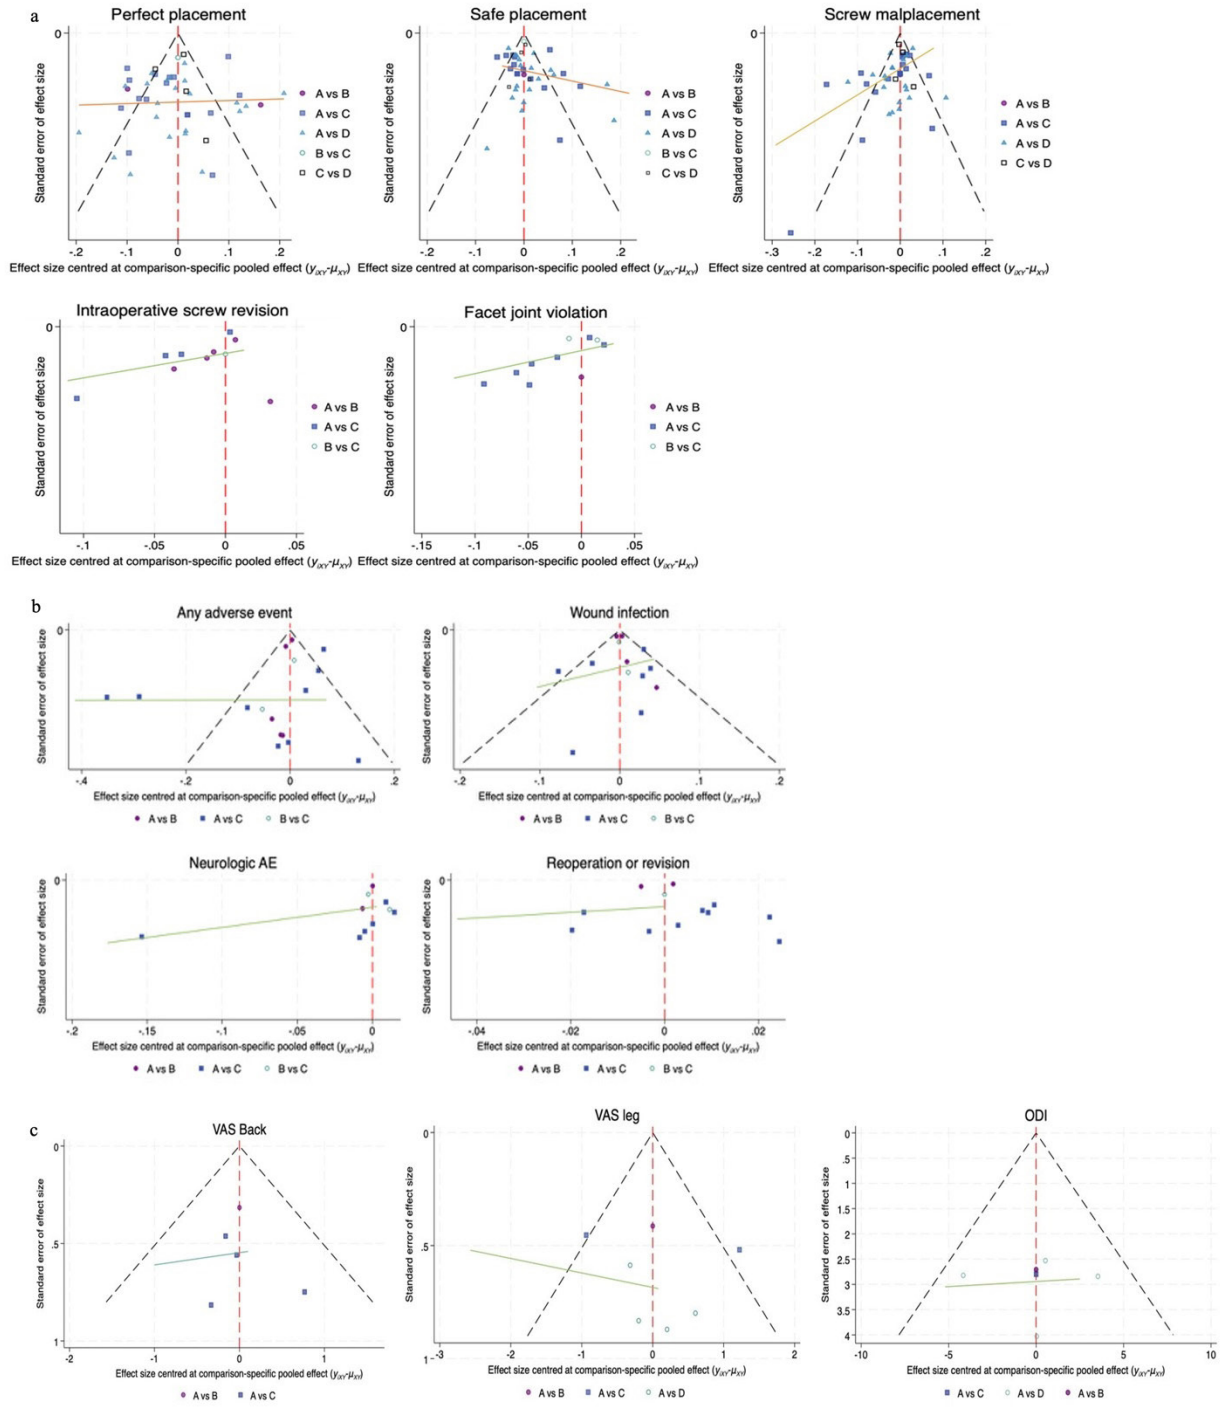 a
Perfect placement
Safe placement
Screw malplacement
0
0
0
Standard error of effect size
Standard error of effect size
Standard error of effect size
A vs B
A vs C
A vs D
B vs C
C vs D
A vs B
A vs C
A vs D
B vs C
C vs D
A vs B
A vs C
A vs D
C vs D
-.2 -.1 0 .1 .2
-.2 -.1 0 .1 .2
-.3 -.2 -.1 0 .1 .2
Effect size centred at comparison-specific pooled effect (yiXY-μXY)
Effect size centred at comparison-specific pooled effect (yiXY-μXY)
Effect size centred at comparison-specific pooled effect (yiXY-μXY)
Intraoperative screw revision
Facet joint violation
0
0
Standard error of effect size
Standard error of effect size
A vs B
A vs C
B vs C
A vs B
A vs C
B vs C
-.1 -.05 0 .05
-.15 -.1 -.05 0 .05
Effect size centred at comparison-specific pooled effect (yiXY-μXY)
Effect size centred at comparison-specific pooled effect (yiXY-μXY)
b
Any adverse event
Wound infection
0
0
Standard error of effect size
Standard error of effect size
-.4 -.2 0 .2
-.2 -.1 0 .1 .2
Effect size centred at comparison-specific pooled effect (yiXY-μXY)
Effect size centred at comparison-specific pooled effect (yiXY-μXY)
A vs B A vs C B vs C
A vs B A vs C B vs C
Neurologic AE
Reoperation or revision
0
0
Standard error of effect size
Standard error of effect size
-.2 -.15 -.1 -.05 0
-.04 -.02 0 .02
Effect size centred at comparison-specific pooled effect (yiXY-μXY)
Effect size centred at comparison-specific pooled effect (yiXY-μXY)
A vs B A vs C B vs C
A vs B A vs C B vs C
c
VAS Back
VAS leg
ODI
Standard error of effect size
Standard error of effect size
Standard error of effect size
0
.5
1
0
.5
1
0
.5
1
1.5
2
2.5
3
3.5
4
-2 -1 0 1
-3 -2 -1 0 1 2
-10 -5 0 5 10
Effect size centred at comparison-specific pooled effect (yiXY-μXY)
Effect size centred at comparison-specific pooled effect (yiXY-μXY)
Effect size centred at comparison-specific pooled effect (yiXY-μXY)
A vs B A vs C
A vs B A vs C A vs D
A vs C A vs D A vs B